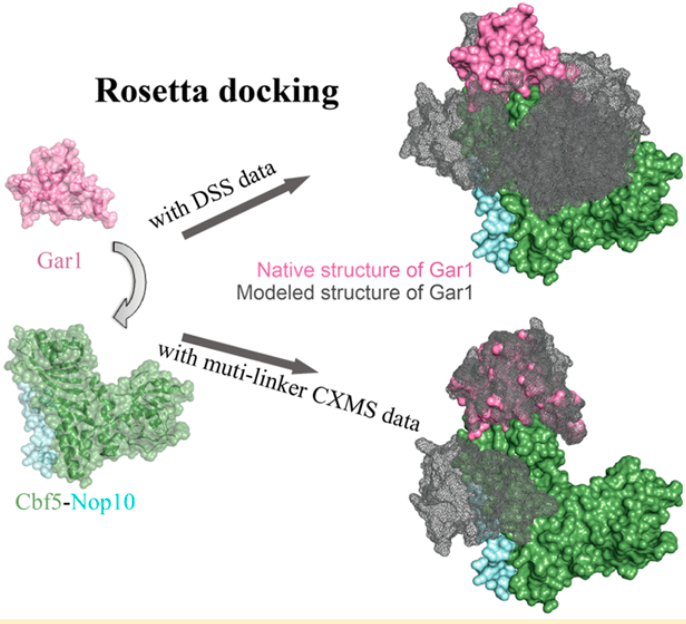 Rosetta docking
with DSS data
Gar1
Native structure of Gar1
Modeled structure of Gar1
with muti-linker CXMS data
Cbf5-Nop10